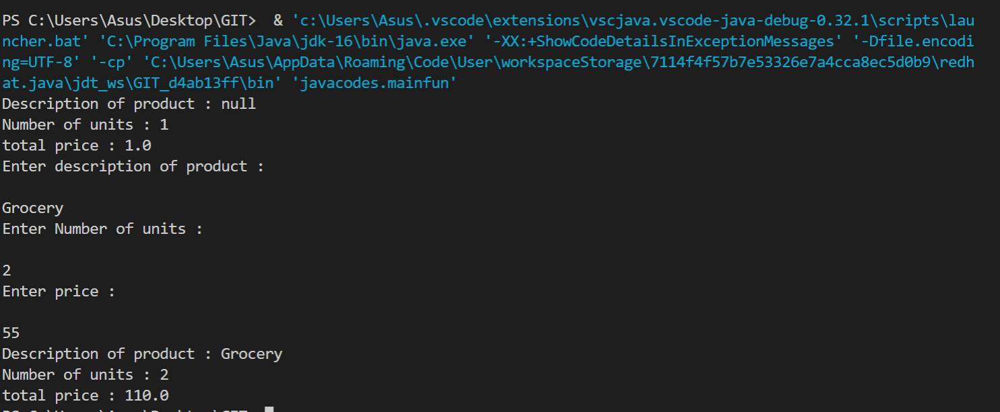 PS C:\Users\Asus\Desktop\GIT>  & 'c:\Users\Asus\.vscode\extensions\vscjava.vscode-java-debug-0.32.1\scripts\lau
ncher.bat' 'C:\Program Files\Java\jdk-16\bin\java.exe' '-XX:+ShowCodeDetailsInExceptionMessages' '-Dfile.encodi
ng=UTF-8' '-cp' 'C:\Users\Asus\AppData\Roaming\Code\User\workspaceStorage\7114f4f57b7e53326e7a4cca8ec5d0b9\redh
at.java\jdt_ws\GIT_d4ab13ff\bin' 'javacodes.mainfun'
Description of product : null
Number of units : 1
total price : 1.0
Enter description of product :
Grocery
Enter Number of units :
2
Enter price :
55
Description of product : Grocery
Number of units : 2
total price : 110.0